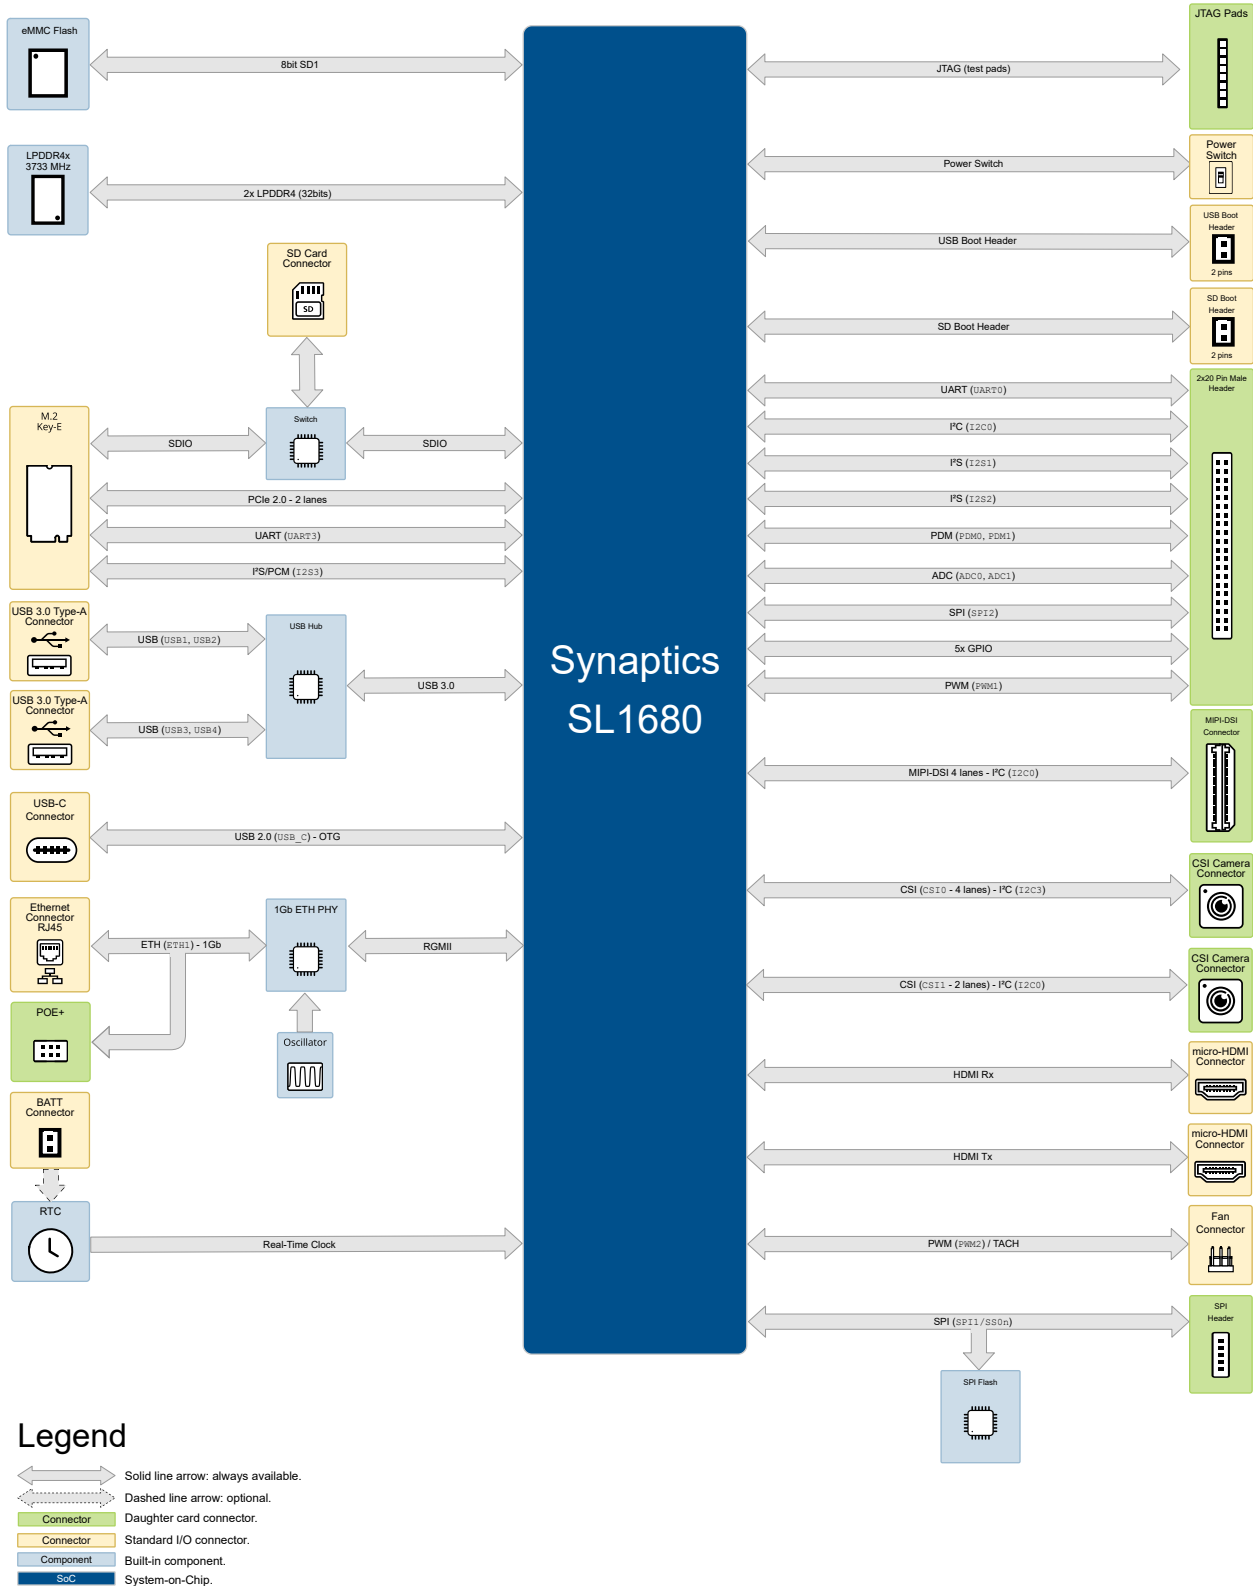 eMMC Flash
8bit SD1
LPDDR4x
3733 MHz
2x LPDDR4 (32bits)
SD Card
Connector
SD
M.2
Key-E
SDIO
Switch
SDIO
PCIe 2.0 - 2 lanes
UART (UART3)
I²S/PCM (I2S3)
USB 3.0 Type-A
Connector
USB (USB1, USB2)
USB Hub
USB 3.0
USB 3.0 Type-A
Connector
USB (USB3, USB4)
USB-C
Connector
USB 2.0 (USB_C) - OTG
Ethernet
Connector
RJ45
ETH (ETH1) - 1Gb
1Gb ETH PHY
RGMII
POE+
Oscillator
BATT
Connector
RTC
Real-Time Clock
Synaptics
SL1680
JTAG (test pads)
JTAG Pads
Power Switch
Power
Switch
USB Boot Header
USB Boot
Header
2 pins
SD Boot Header
SD Boot
Header
2 pins
2x20 Pin Male
Header
UART (UART0)
I²C (I2C0)
I²S (I2S1)
I²S (I2S2)
PDM (PDM0, PDM1)
ADC (ADC0, ADC1)
SPI (SPI2)
5x GPIO
PWM (PWM1)
MIPI-DSI 4 lanes - I²C (I2C0)
MIPI-DSI
Connector
CSI (CSI0 - 4 lanes) - I²C (I2C3)
CSI Camera
Connector
CSI (CSI1 - 2 lanes) - I²C (I2C0)
CSI Camera
Connector
HDMI Rx
micro-HDMI
Connector
HDMI Tx
micro-HDMI
Connector
PWM (PWM2) / TACH
Fan
Connector
SPI (SPI1/SS0n)
SPI
Header
SPI Flash
Legend
Solid line arrow: always available.
Dashed line arrow: optional.
Connector Daughter card connector.
Connector Standard I/O connector.
Component Built-in component.
SoC System-on-Chip.